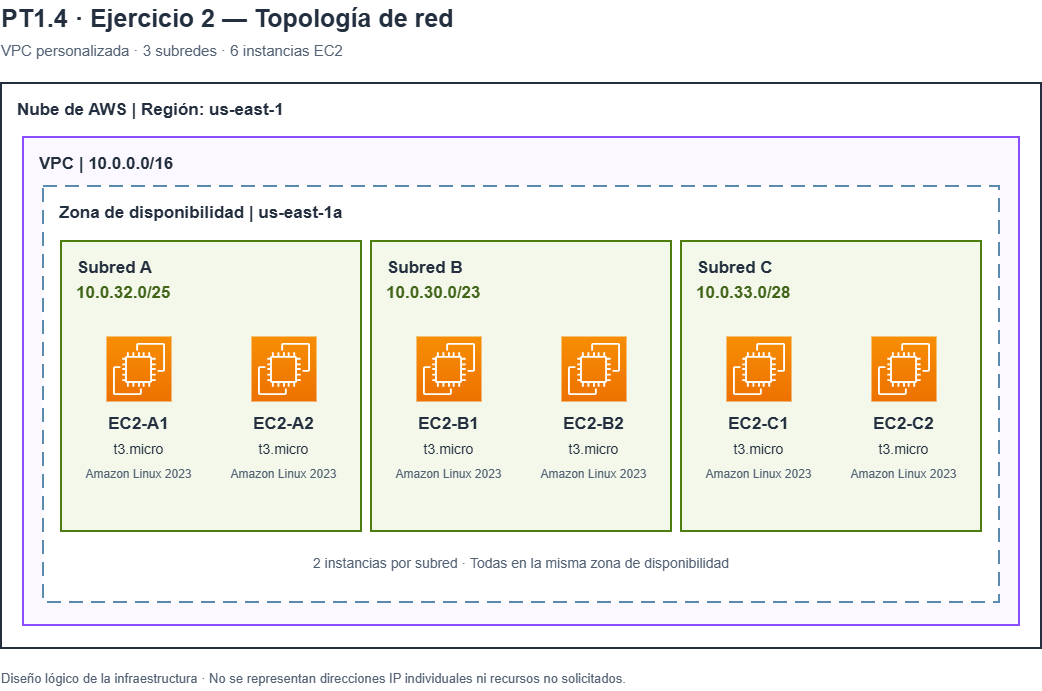 PT1.4 · Ejercicio 2 — Topología de red
VPC personalizada · 3 subredes · 6 instancias EC2
Nube de AWS | Región: us-east-1
VPC | 10.0.0.0/16
Zona de disponibilidad | us-east-1a
Subred A
10.0.32.0/25
EC2-A1
t3.micro
Amazon Linux 2023
EC2-A2
t3.micro
Amazon Linux 2023
Subred B
10.0.30.0/23
EC2-B1
t3.micro
Amazon Linux 2023
EC2-B2
t3.micro
Amazon Linux 2023
Subred C
10.0.33.0/28
EC2-C1
t3.micro
Amazon Linux 2023
EC2-C2
t3.micro
Amazon Linux 2023
2 instancias por subred · Todas en la misma zona de disponibilidad
Diseño lógico de la infraestructura · No se representan direcciones IP individuales ni recursos no solicitados.